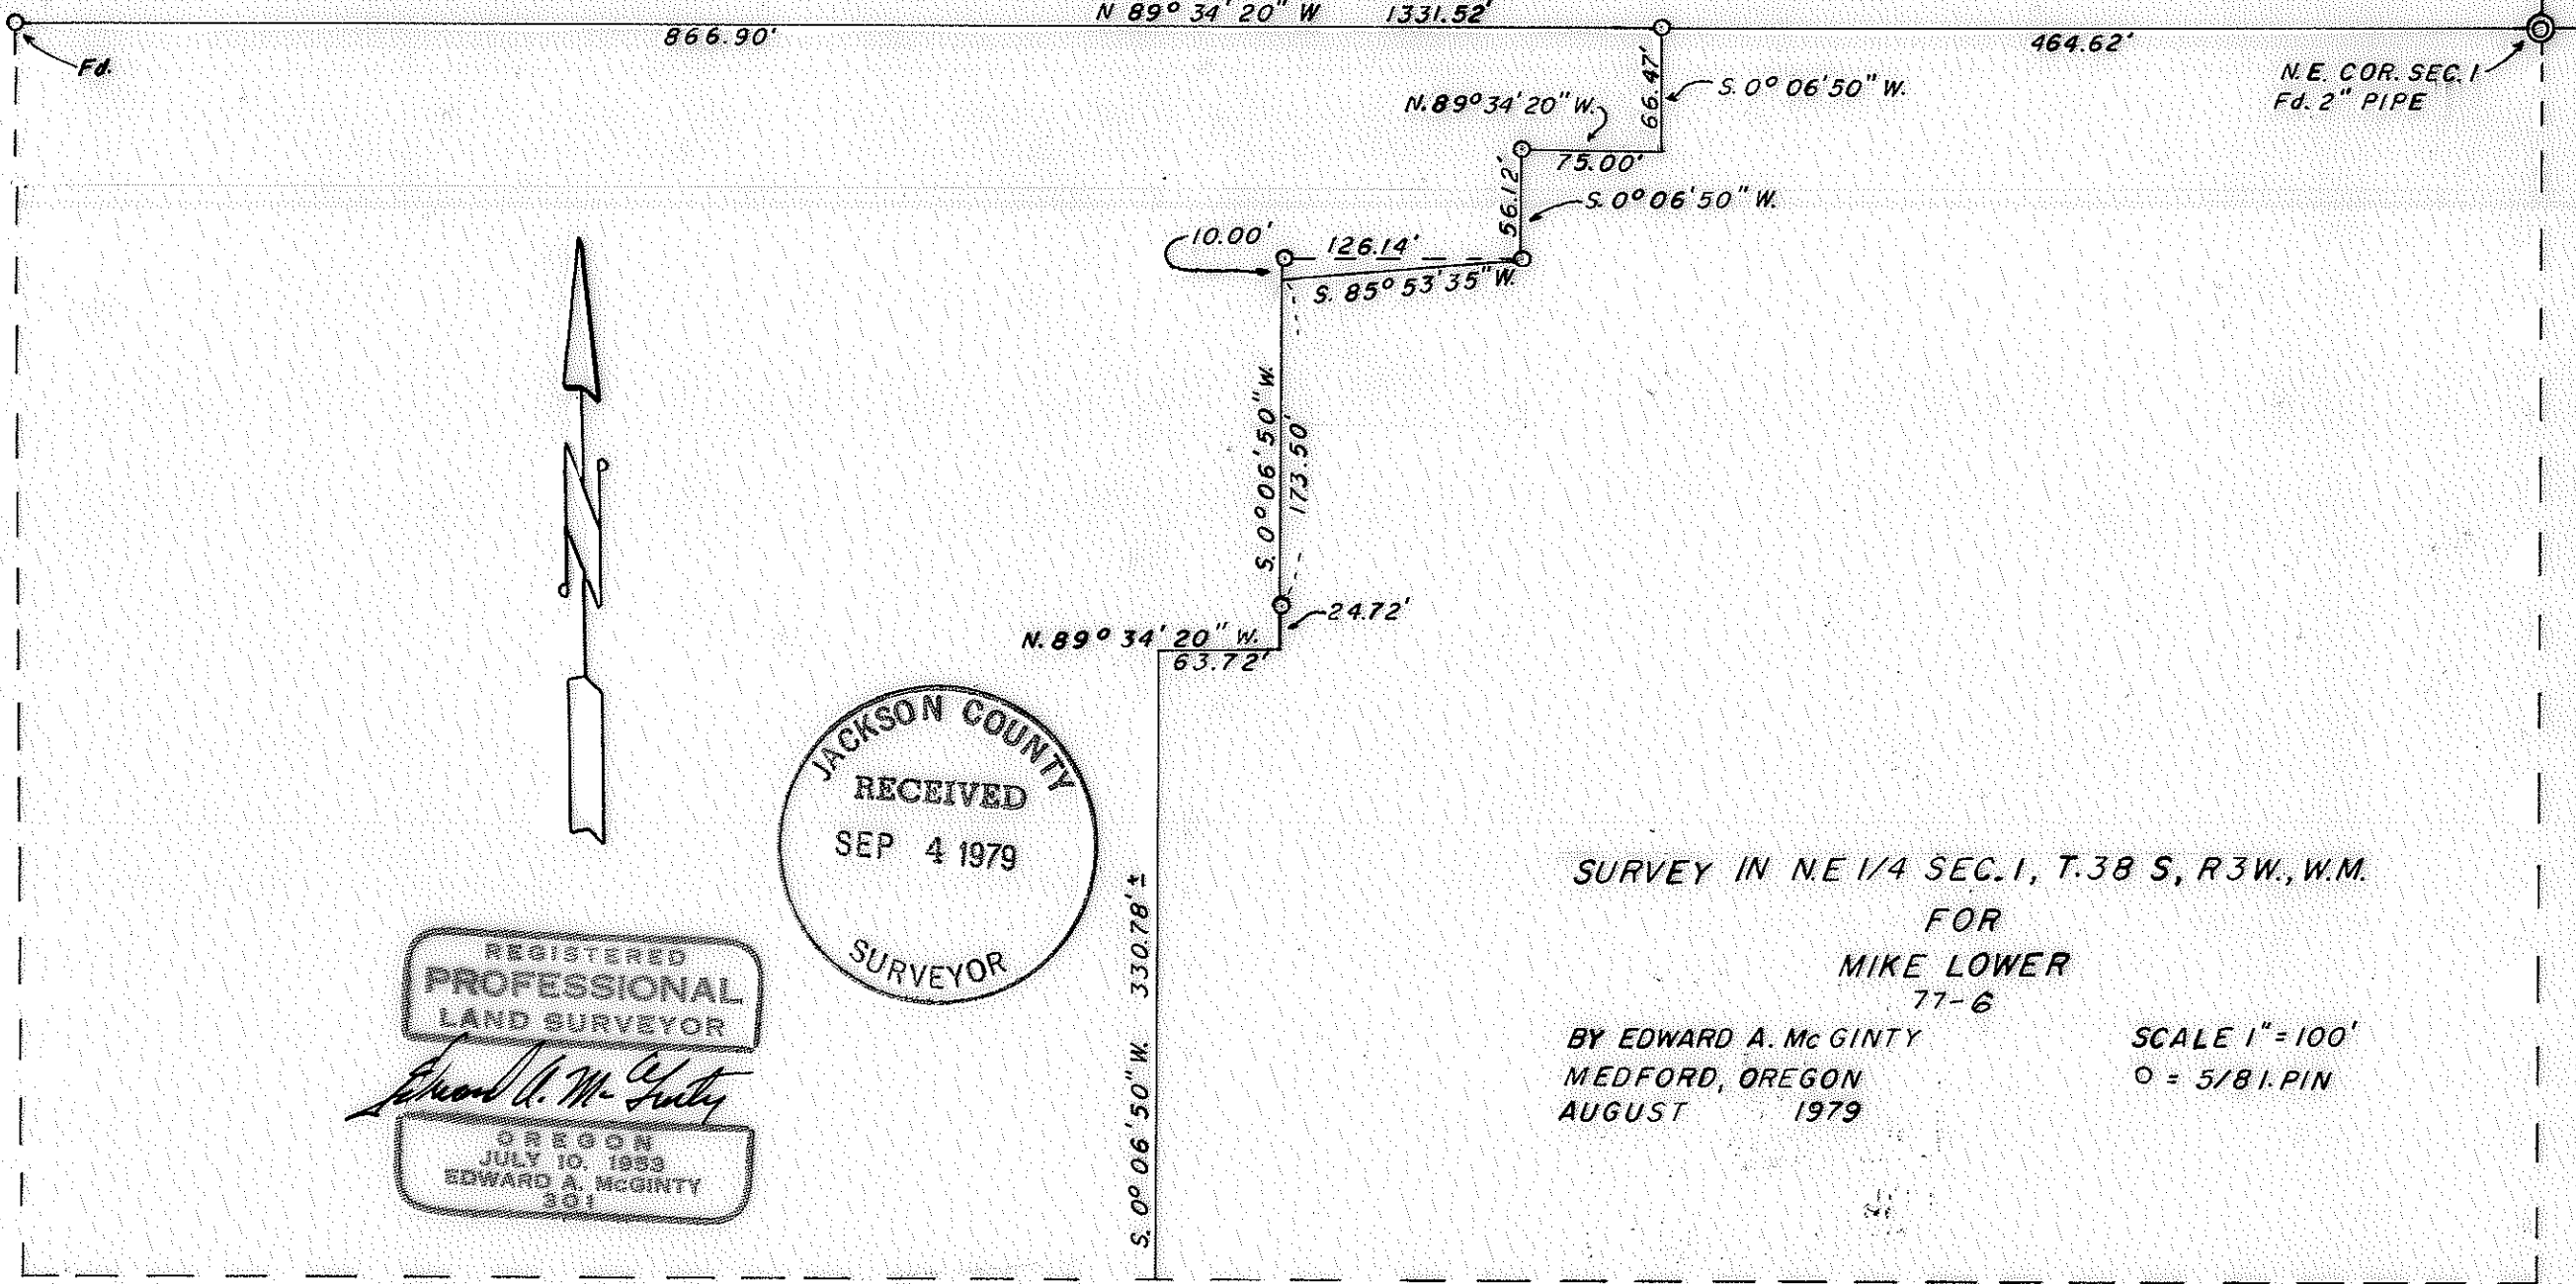 N 89° 34' 20" W 1331.52'
866.90'
464.62'
Fd.
N.E. COR. SEC. 1
Fd. 2" PIPE
66.47'
S. 0° 06' 50" W.
N. 89° 34' 20" W.
75.00'
56.12'
S. 0° 06' 50" W.
10.00'
126.14'
S. 85° 53' 35" W.
S. 0° 06' 50" W.
173.50'
24.72'
N. 89° 34' 20" W.
63.72'
S. 0° 06' 50" W. 330.78' ±
N
JACKSON COUNTY
RECEIVED
SEP 4 1979
SURVEYOR
REGISTERED
PROFESSIONAL
LAND SURVEYOR
Edward A. McGinty
OREGON
JULY 10, 1959
EDWARD A. McGINTY
301
SURVEY IN N.E 1/4 SEC. 1, T. 38 S, R 3 W., W.M.
FOR
MIKE LOWER
77-6
BY EDWARD A. Mc GINTY
MEDFORD, OREGON
AUGUST 1979
SCALE 1" = 100'
O = 5/8 I. PIN